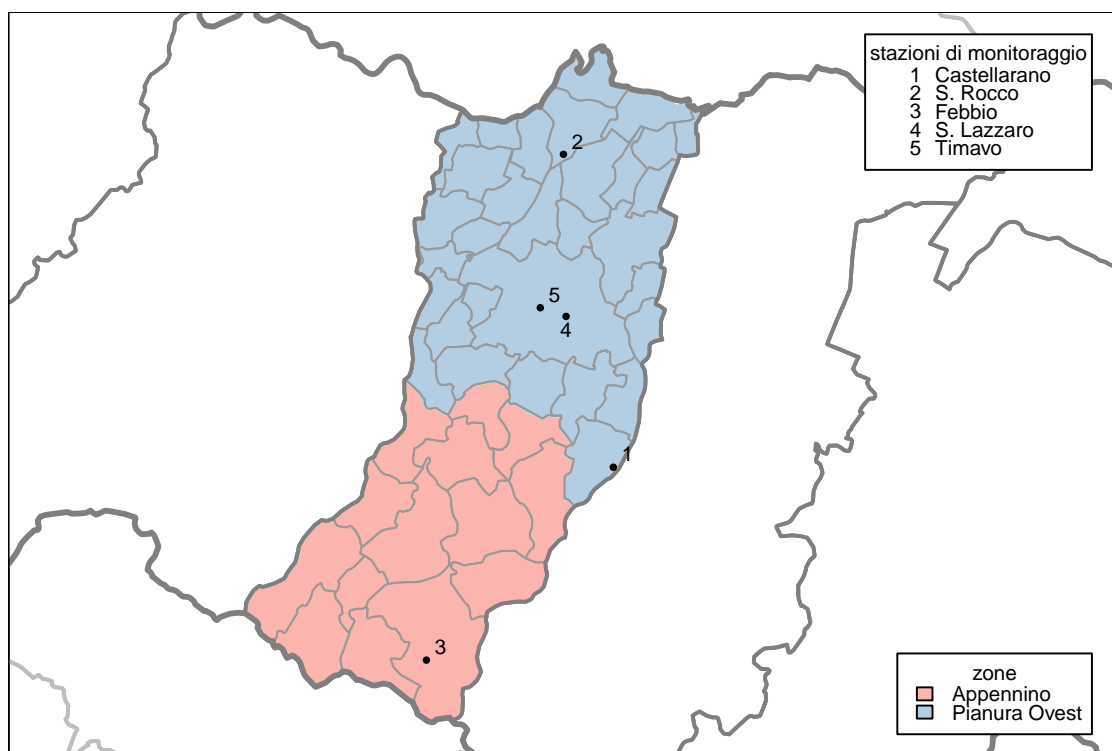 stazioni di monitoraggio
1 Castellarano
2 S. Rocco
3 Febbio
4 S. Lazzaro
5 Timavo
2
5
4
1
3
zone
Appennino
Pianura Ovest